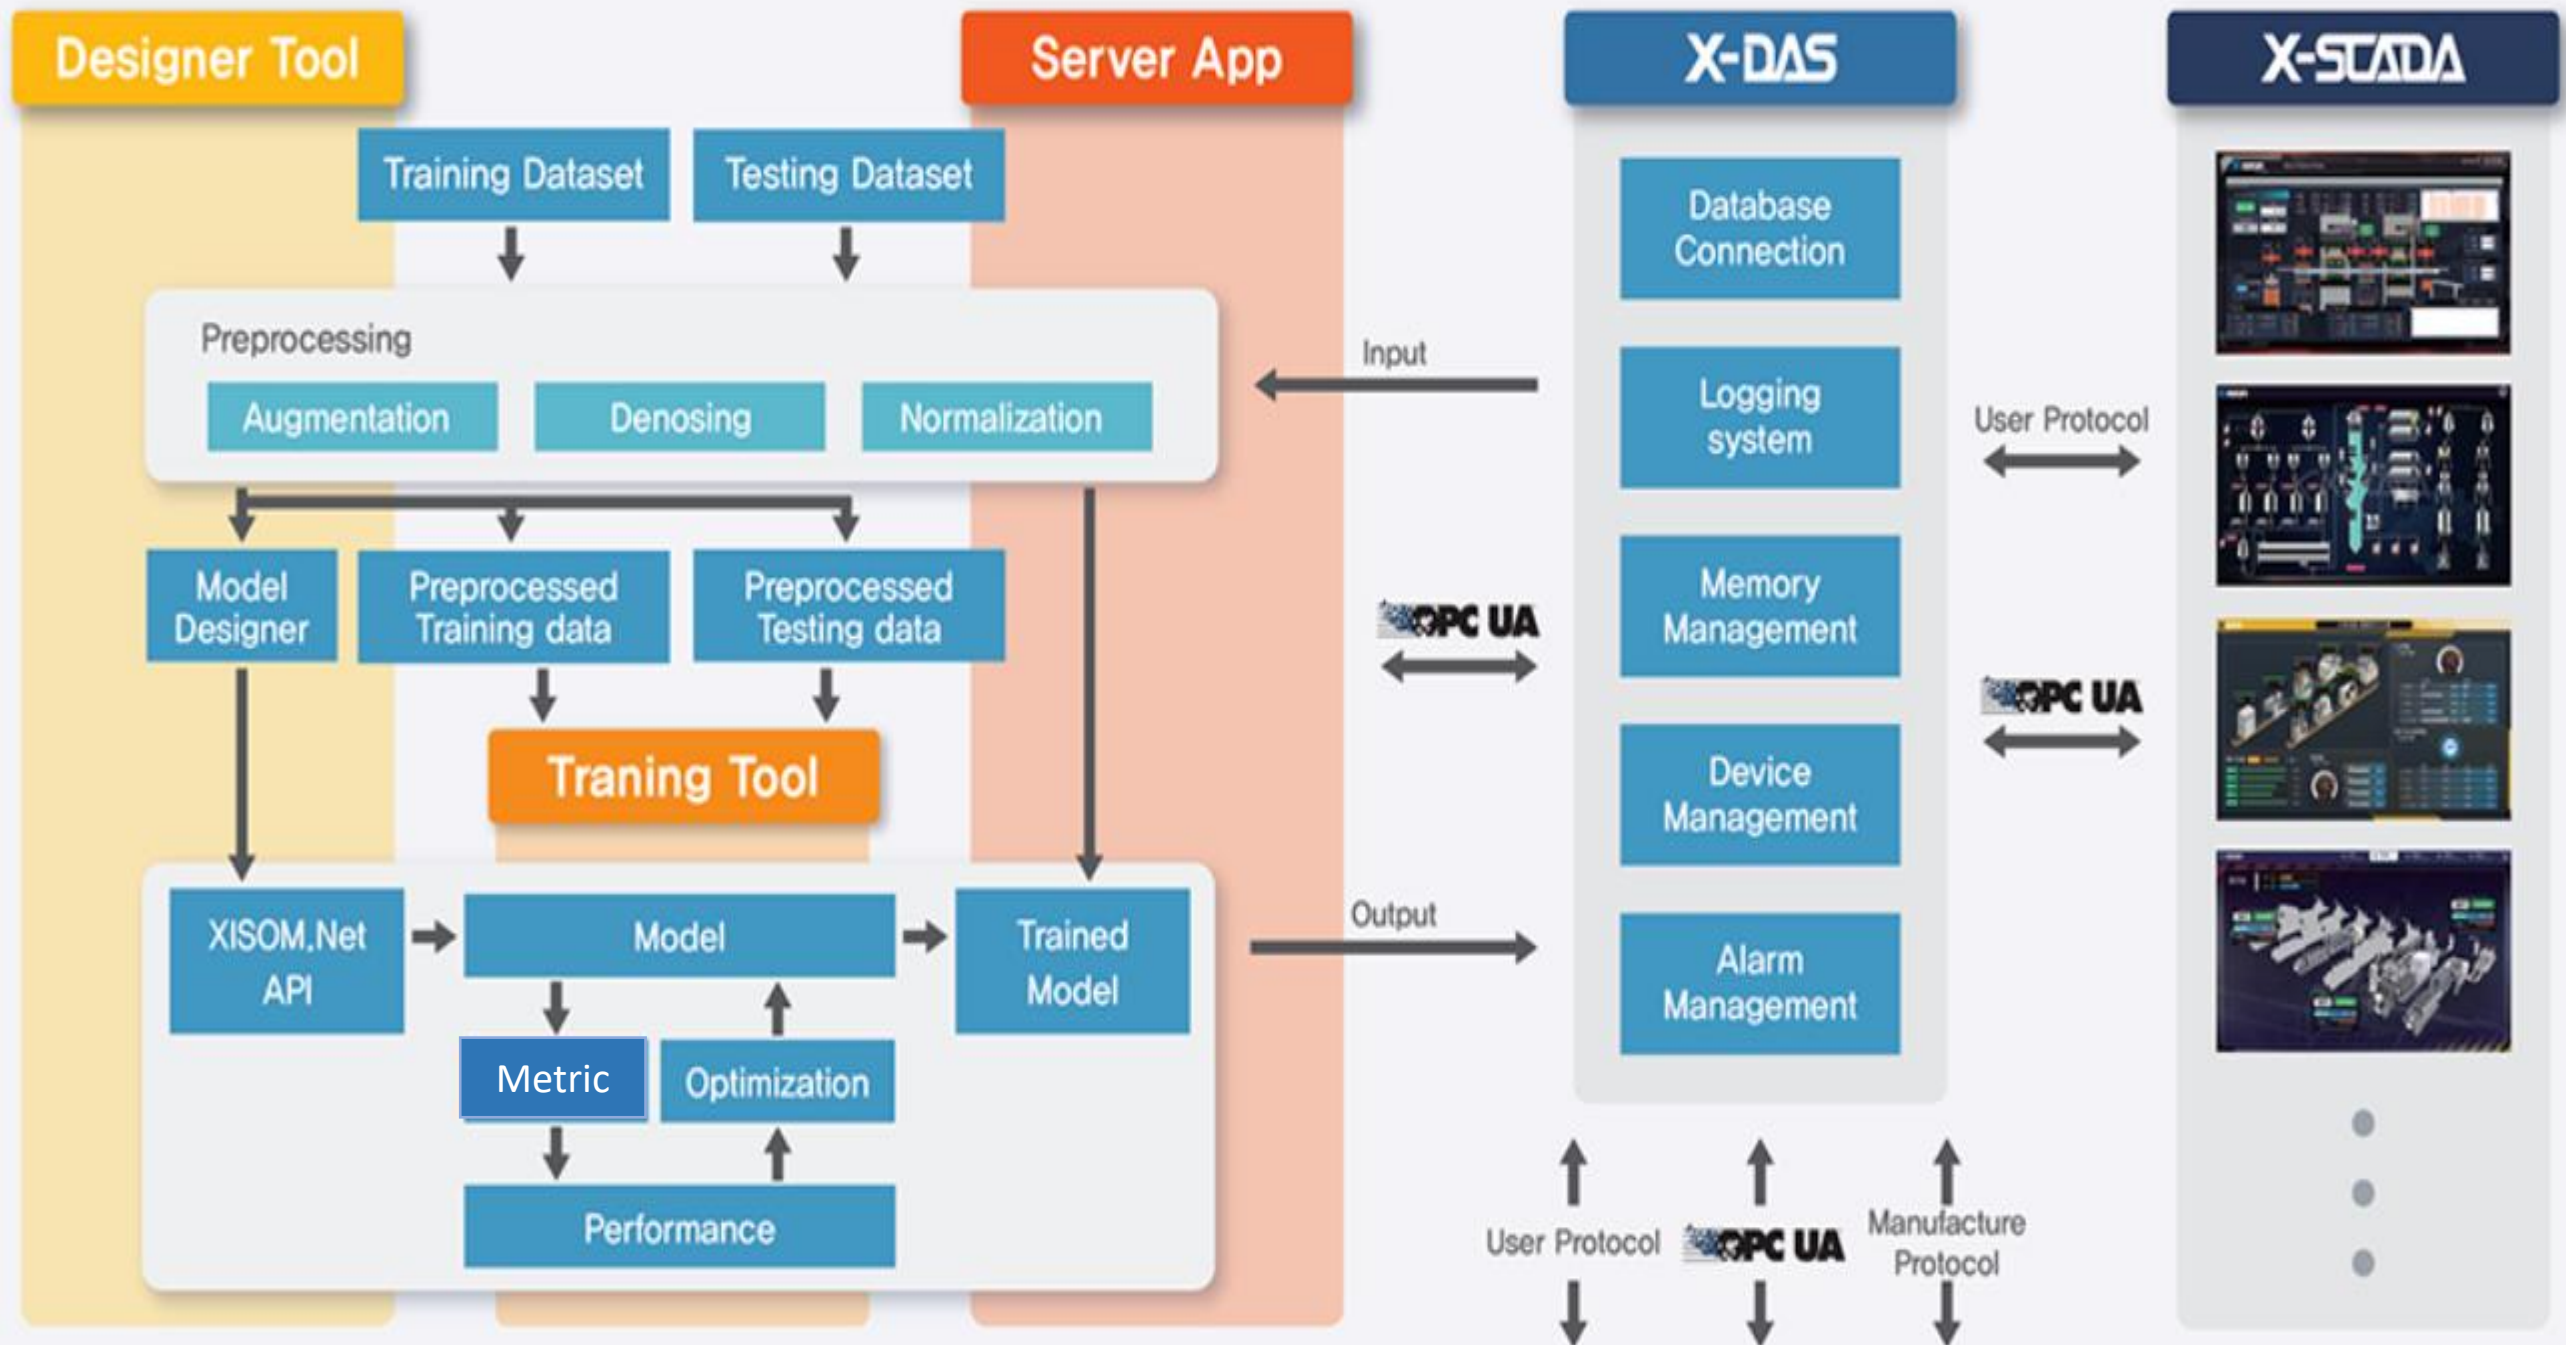 Designer Tool
Server App
X-DAS
X-SCADA
Training Dataset
Testing Dataset
Preprocessing
Augmentation
Denosing
Normalization
Model
Designer
Preprocessed
Training data
Preprocessed
Testing data
Traning Tool
XISOM.Net
API
Model
Trained
Model
Metric
Optimization
Performance
Input
OPC UA
Output
Database
Connection
Logging
system
Memory
Management
Device
Management
Alarm
Management
User Protocol
OPC UA
User Protocol
OPC UA
Manufacture
Protocol